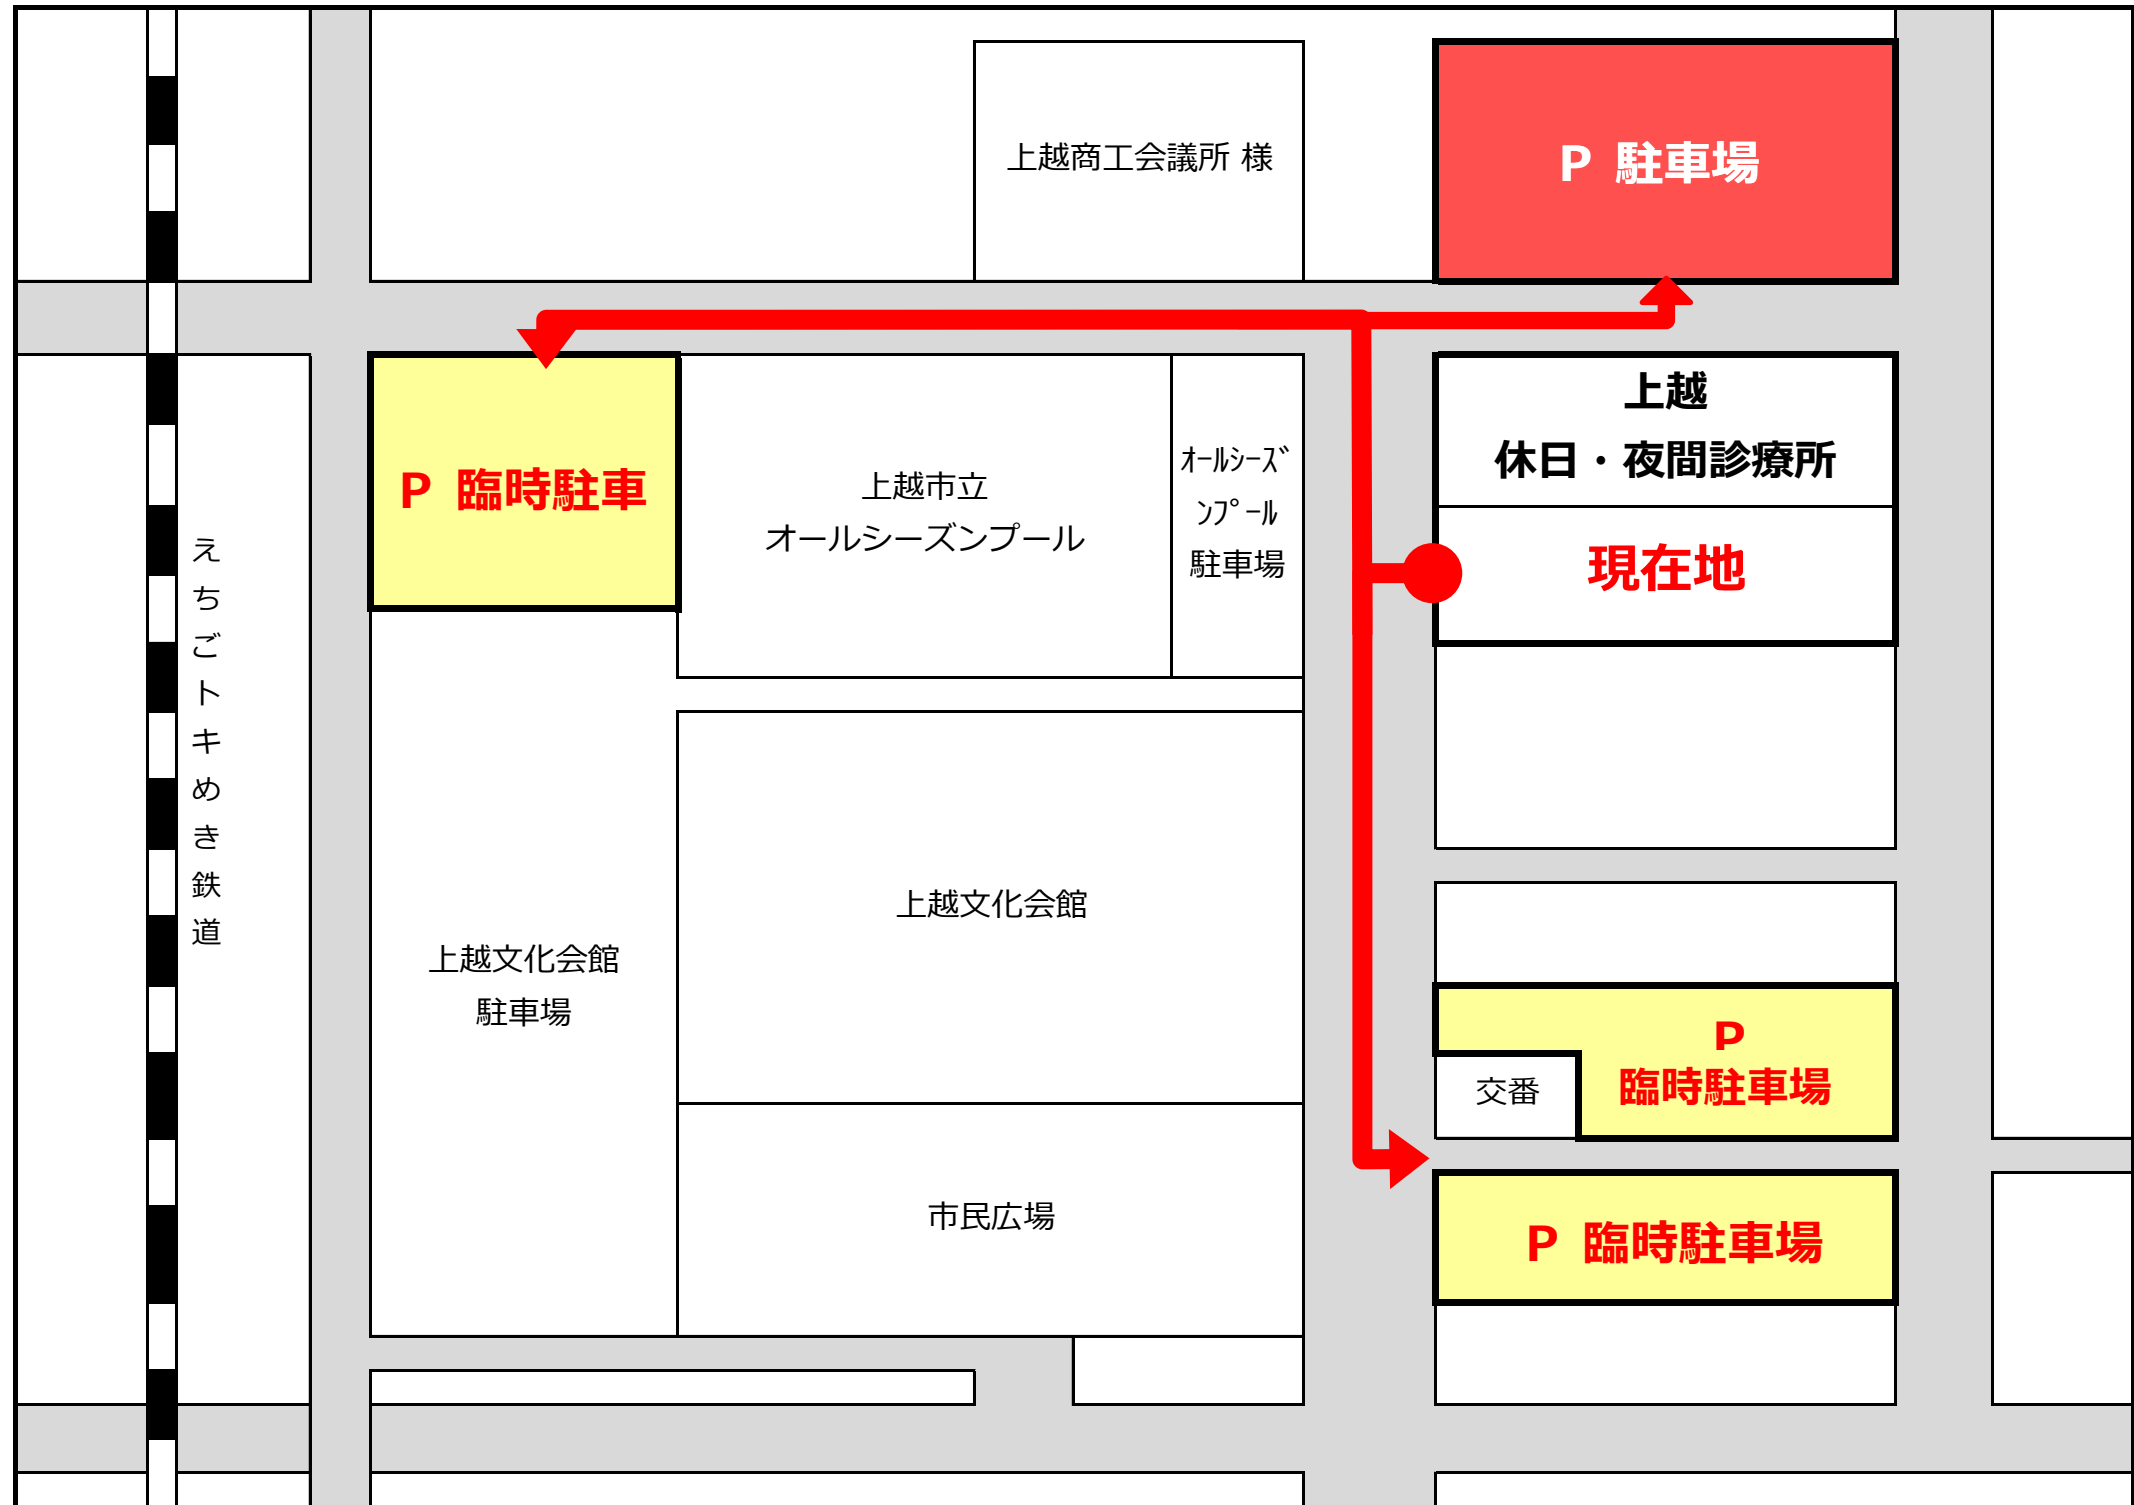 上越商工会議所 様
P 駐車場
P 臨時駐車
上越市立
オールシーズンプール
ｵｰﾙｼｰｽﾞ
ﾝﾌﾟｰﾙ
駐車場
上越
休日・夜間診療所
現在地
えちごトキめき鉄道
上越文化会館
上越文化会館
駐車場
P
臨時駐車場
交番
市民広場
P 臨時駐車場